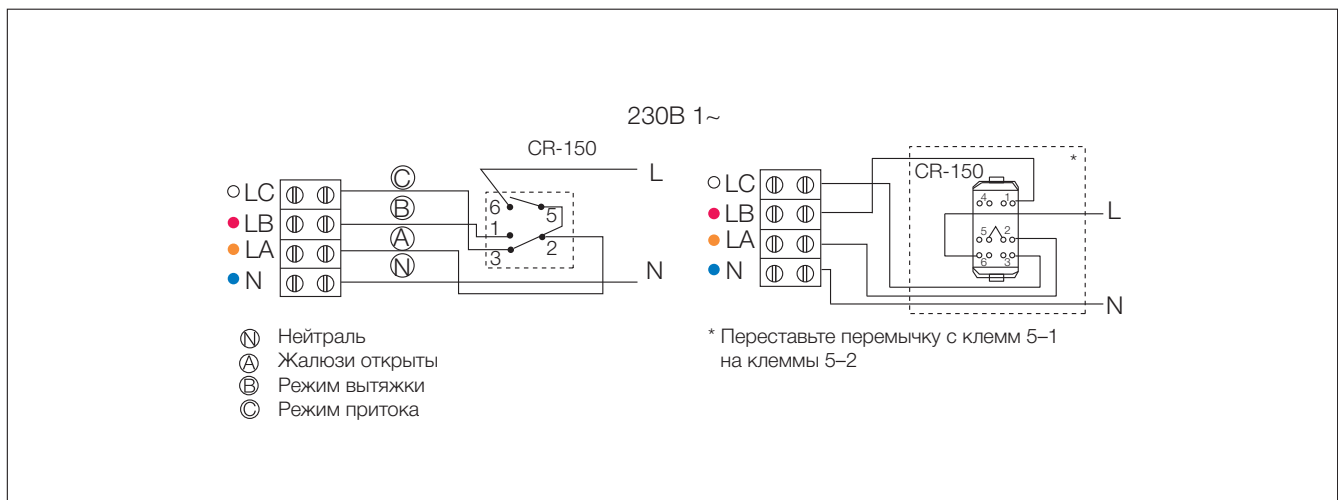 230В 1~
CR-150
L
C
LC
B
LB
A
LA
N
N
N
6
5
1
2
3
CR-150
*
LC
LB
LA
N
4 1
5 2
6 3
L
N
N Нейтраль
A Жалюзи открыты
B Режим вытяжки
C Режим притока
* Переставьте перемычку с клемм 5–1
на клеммы 5–2